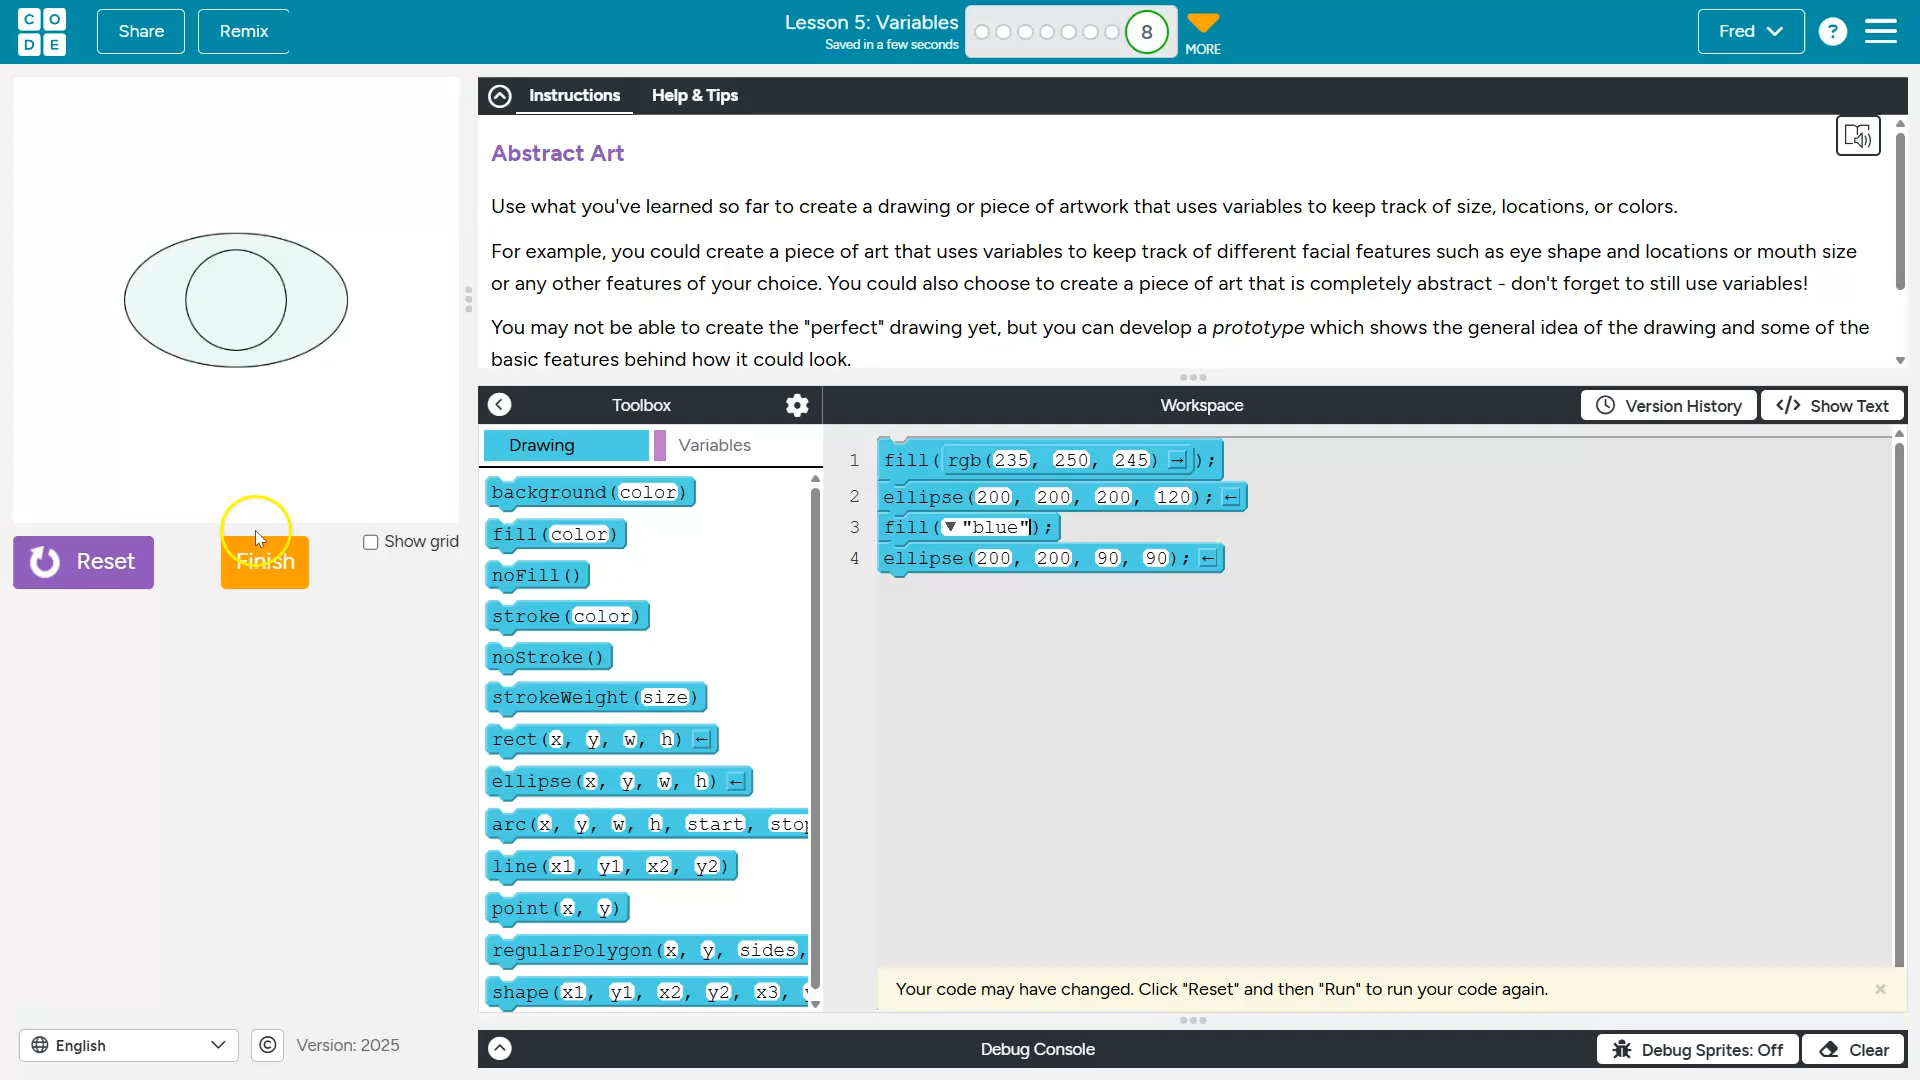 CODE
Share
Remix
Lesson 5: Variables
Saved in a few seconds
8
MORE
Fred
?
Instructions
Help & Tips
Abstract Art
Use what you've learned so far to create a drawing or piece of artwork that uses variables to keep track of size, locations, or colors.
For example, you could create a piece of art that uses variables to keep track of different facial features such as eye shape and locations or mouth size
or any other features of your choice. You could also choose to create a piece of art that is completely abstract - don't forget to still use variables!
You may not be able to create the "perfect" drawing yet, but you can develop a prototype which shows the general idea of the drawing and some of the
basic features behind how it could look.
Toolbox
Workspace
Version History
</> Show Text
Drawing
Variables
background(color)
fill(color)
noFill()
stroke(color)
noStroke()
strokeWeight(size)
rect(x, y, w, h) ←
ellipse(x, y, w, h) ←
arc(x, y, w, h, start, stop
line(x1, y1, x2, y2)
point(x, y)
regularPolygon(x, y, sides,
shape(x1, y1, x2, y2, x3,
1 fill(rgb(235, 250, 245) →);
2 ellipse(200, 200, 200, 120); ←
3 fill(▼ "blue");
4 ellipse(200, 200, 90, 90); ←
Reset
Finish
Show grid
Your code may have changed. Click "Reset" and then "Run" to run your code again.
×
English
©
Version: 2025
Debug Console
Debug Sprites: Off
Clear